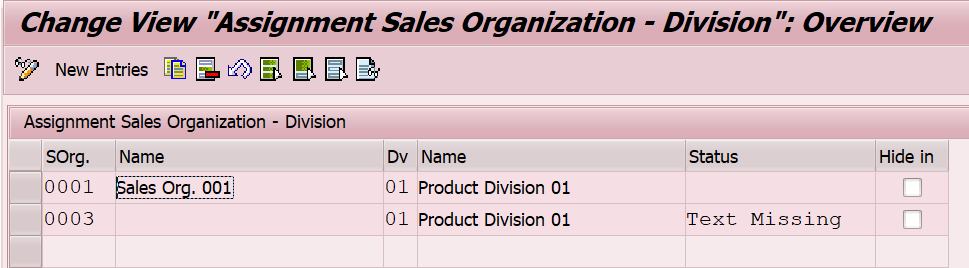 Change View "Assignment Sales Organization - Division": Overview
New Entries
Assignment Sales Organization - Division
SOrg. Name Dv Name Status Hide in
0001 Sales Org. 001 01 Product Division 01
0003 01 Product Division 01 Text Missing